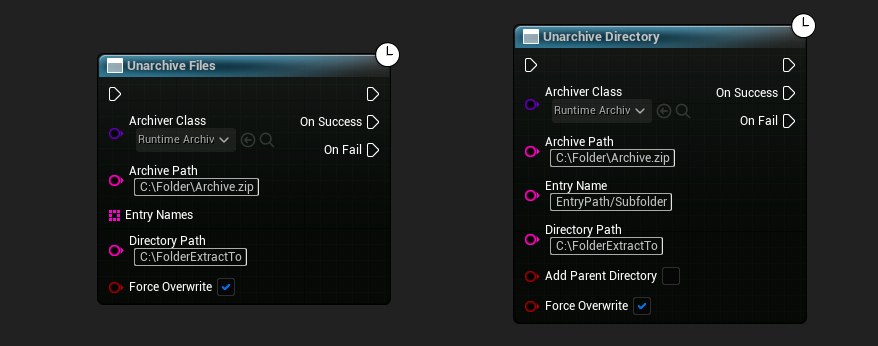 Unarchive Files
Archiver Class
Runtime Archiv
On Success
On Fail
Archive Path
C:\Folder\Archive.zip
Entry Names
Directory Path
C:\FolderExtractTo
Force Overwrite
Unarchive Directory
Archiver Class
Runtime Archiv
On Success
On Fail
Archive Path
C:\Folder\Archive.zip
Entry Name
EntryPath/Subfolder
Directory Path
C:\FolderExtractTo
Add Parent Directory
Force Overwrite